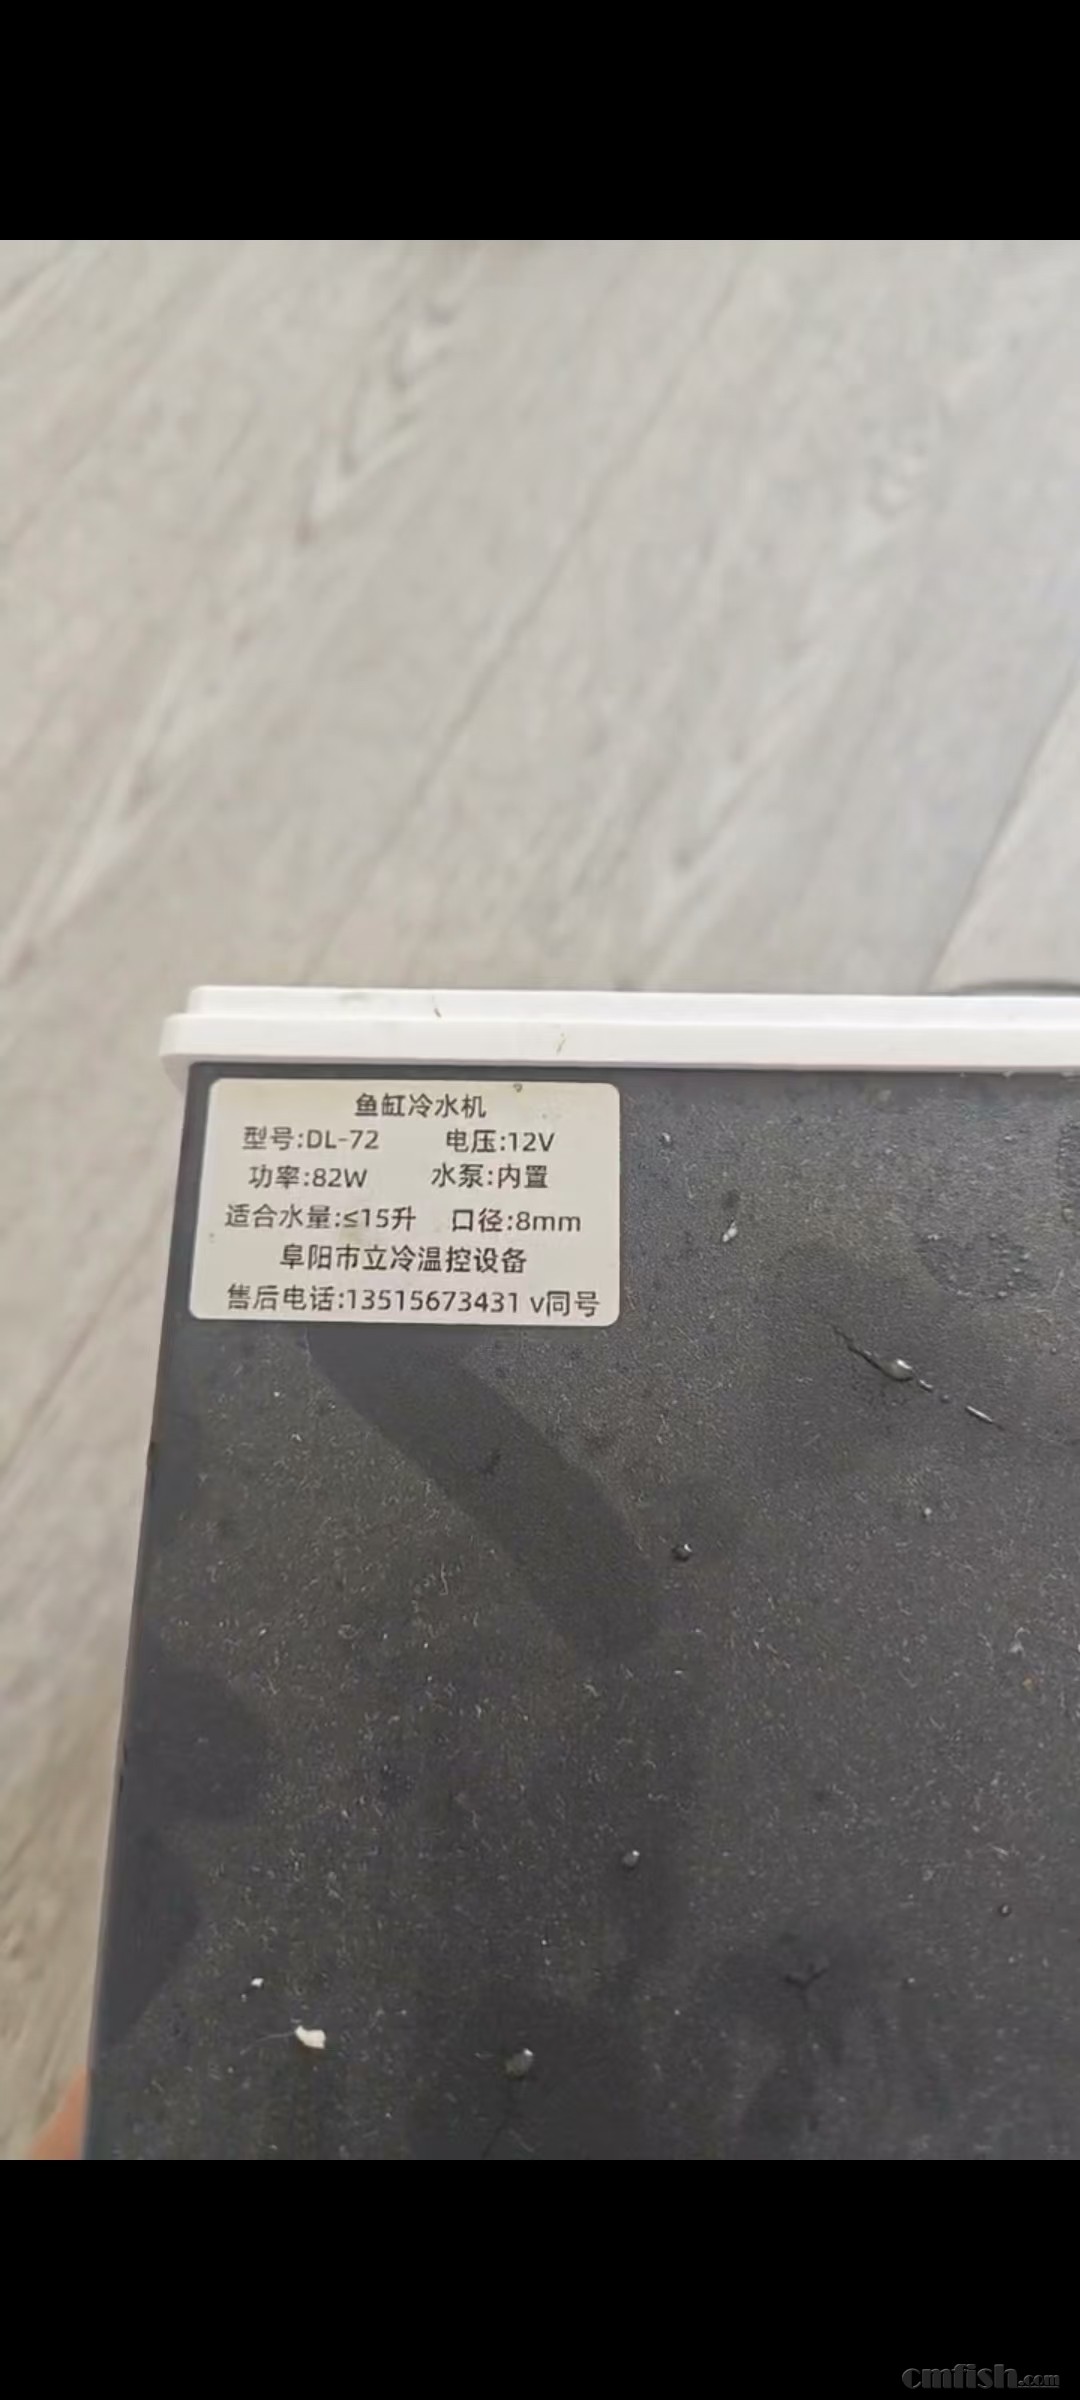 鱼缸冷水机
型号:DL-72 电压:12V
功率:82W 水泵:内置
适合水量:≤15升 口径:8mm
阜阳市立冷温控设备
售后电话:13515673431 v同号
cmfish.com